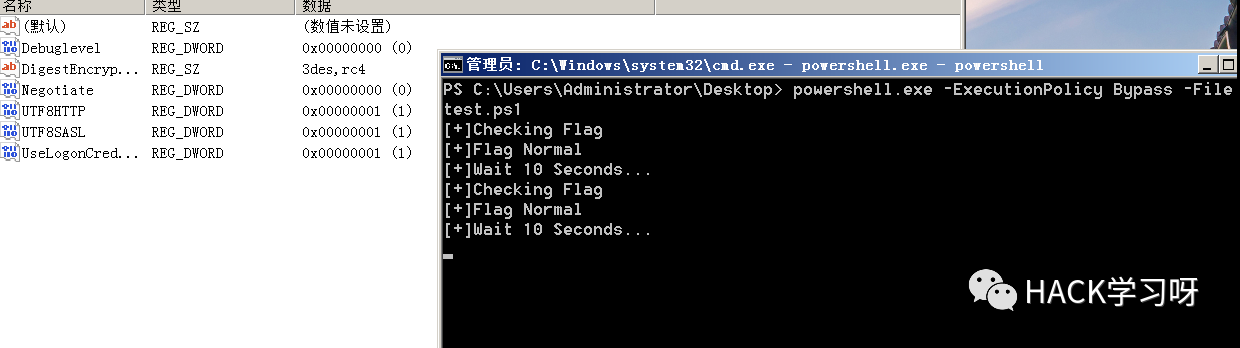 名称 类型 数据
(默认) REG_SZ (数值未设置)
Debuglevel REG_DWORD 0x00000000 (0)
DigestEncryp... REG_SZ 3des,rc4
Negotiate REG_DWORD 0x00000000 (0)
UTF8HTTP REG_DWORD 0x00000001 (1)
UTF8SASL REG_DWORD 0x00000001 (1)
UseLogonCred... REG_DWORD 0x00000001 (1)
管理员: C:\Windows\system32\cmd.exe - powershell.exe - powershell
PS C:\Users\Administrator\Desktop> powershell.exe -ExecutionPolicy Bypass -File
test.ps1
[+]Checking Flag
[+]Flag Normal
[+]Wait 10 Seconds...
[+]Checking Flag
[+]Flag Normal
[+]Wait 10 Seconds...
HACK学习呀